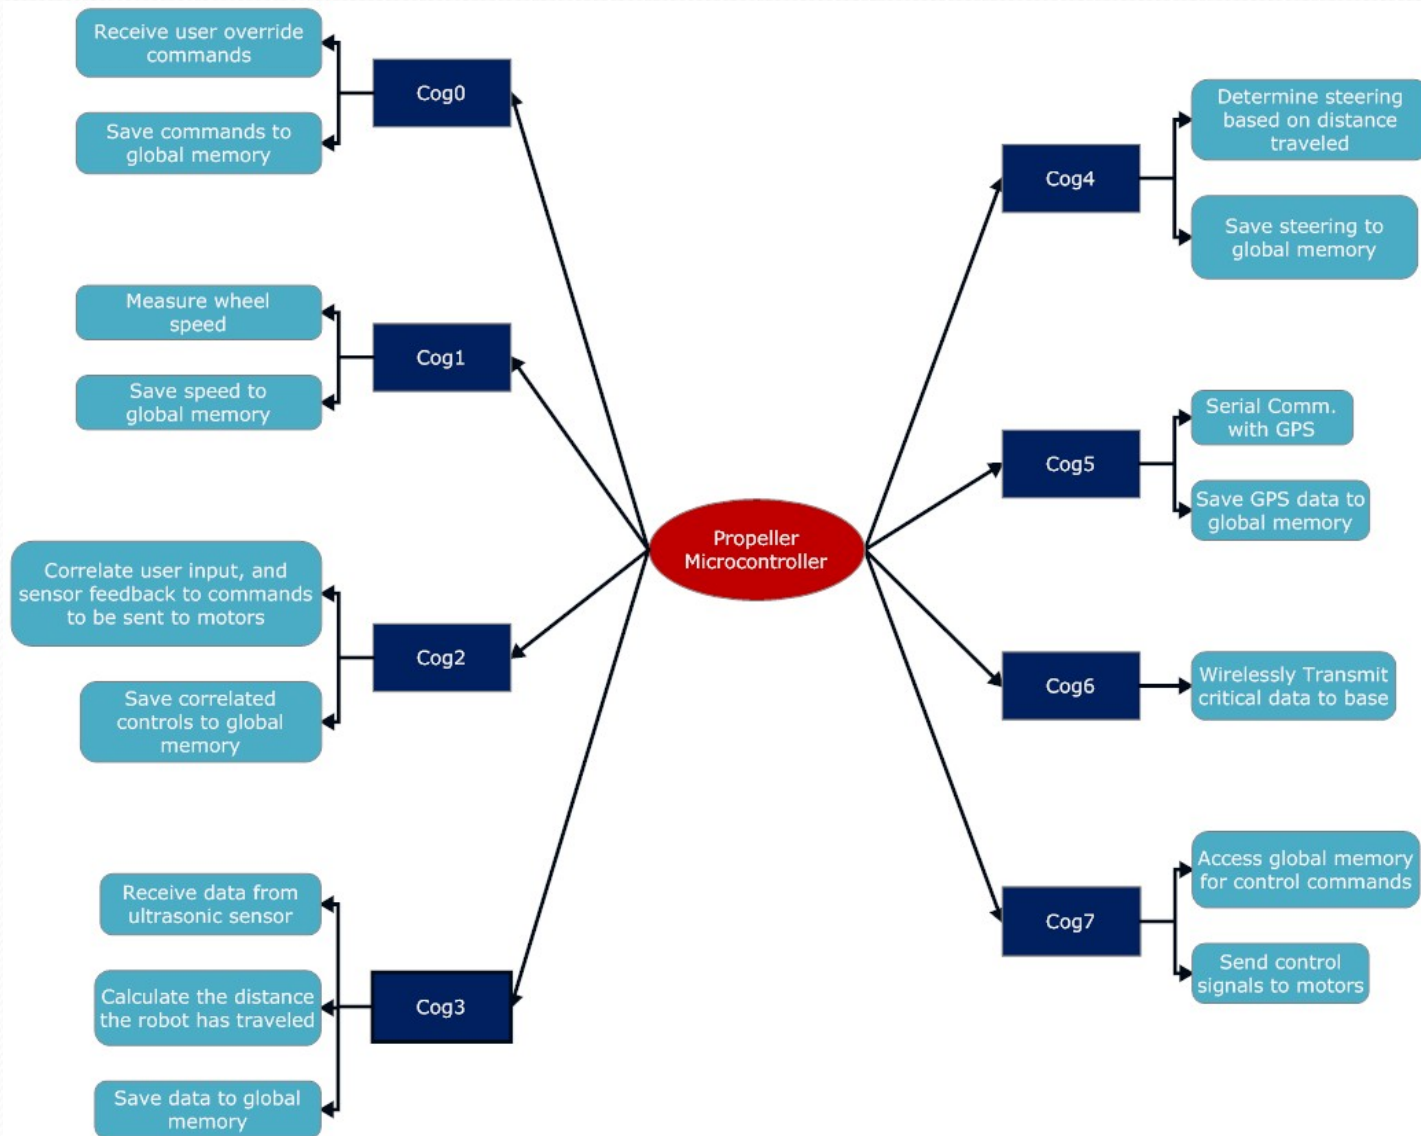 Receive user override
commands
Cog0
Save commands to
global memory
Measure wheel
speed
Cog1
Save speed to
global memory
Correlate user input, and
sensor feedback to commands
to be sent to motors
Cog2
Save correlated
controls to global
memory
Receive data from
ultrasonic sensor
Calculate the distance
the robot has traveled
Cog3
Save data to global
memory
Propeller
Microcontroller
Determine steering
based on distance
traveled
Cog4
Save steering to
global memory
Serial Comm.
with GPS
Cog5
Save GPS data to
global memory
Cog6
Wirelessly Transmit
critical data to base
Access global memory
for control commands
Cog7
Send control
signals to motors